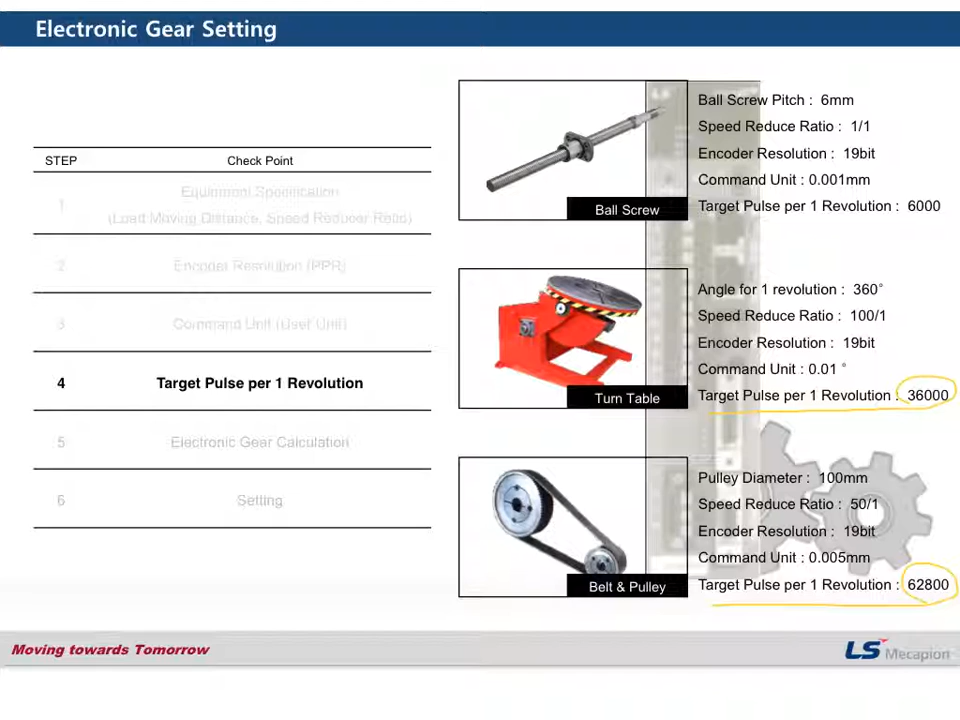 Electronic Gear Setting
STEP Check Point
1 Equipment Specification
(Load Moving Distance, Speed Reducer Ratio)
2 Encoder Resolution (PPR)
3 Command Unit (User Unit)
4 Target Pulse per 1 Revolution
5 Electronic Gear Calculation
6 Setting
Ball Screw
Ball Screw Pitch : 6mm
Speed Reduce Ratio : 1/1
Encoder Resolution : 19bit
Command Unit : 0.001mm
Target Pulse per 1 Revolution : 6000
Turn Table
Angle for 1 revolution : 360°
Speed Reduce Ratio : 100/1
Encoder Resolution : 19bit
Command Unit : 0.01 °
Target Pulse per 1 Revolution : 36000
Belt & Pulley
Pulley Diameter : 100mm
Speed Reduce Ratio : 50/1
Encoder Resolution : 19bit
Command Unit : 0.005mm
Target Pulse per 1 Revolution : 62800
Moving towards Tomorrow
LS Mecapion